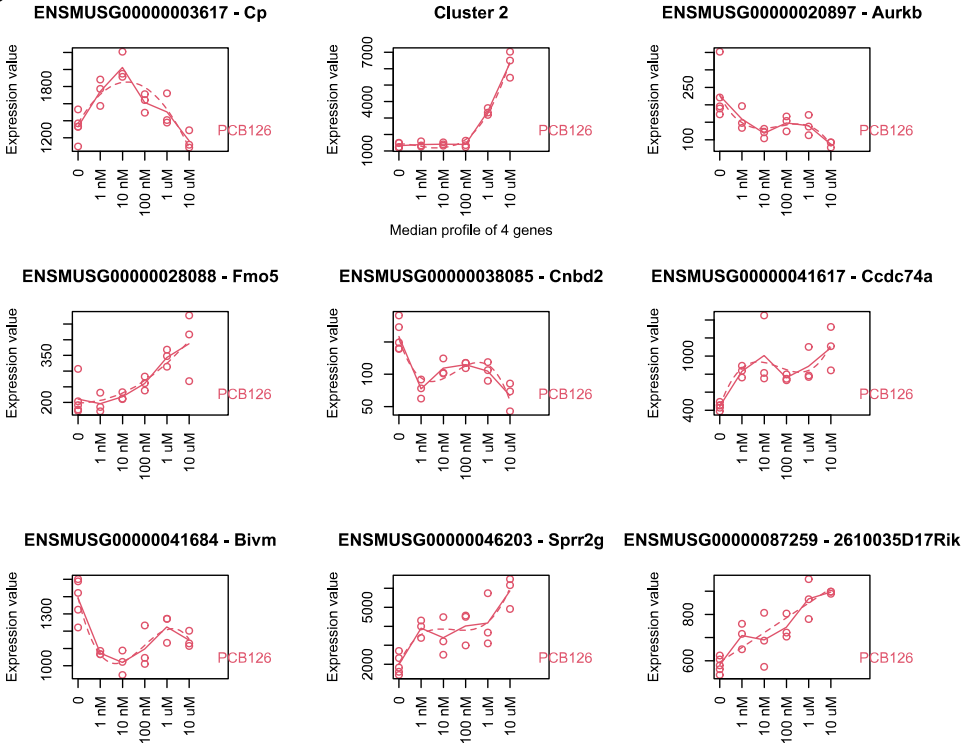 ENSMUSG00000003617 - Cp
Expression value
1800
1200
PCB126
0
1 nM
10 nM
100 nM
1 uM
10 uM
Cluster 2
Expression value
7000
4000
1000
PCB126
0
1 nM
10 nM
100 nM
1 uM
10 uM
Median profile of 4 genes
ENSMUSG00000020897 - Aurkb
Expression value
250
100
PCB126
0
1 nM
10 nM
100 nM
1 uM
10 uM
ENSMUSG00000028088 - Fmo5
Expression value
350
200
PCB126
0
1 nM
10 nM
100 nM
1 uM
10 uM
ENSMUSG00000038085 - Cnbd2
Expression value
100
50
PCB126
0
1 nM
10 nM
100 nM
1 uM
10 uM
ENSMUSG00000041617 - Ccdc74a
Expression value
1000
400
PCB126
0
1 nM
10 nM
100 nM
1 uM
10 uM
ENSMUSG00000041684 - Bivm
Expression value
1300
1000
PCB126
0
1 nM
10 nM
100 nM
1 uM
10 uM
ENSMUSG00000046203 - Sprr2g
Expression value
5000
2000
PCB126
0
1 nM
10 nM
100 nM
1 uM
10 uM
ENSMUSG00000087259 - 2610035D17Rik
Expression value
800
600
PCB126
0
1 nM
10 nM
100 nM
1 uM
10 uM